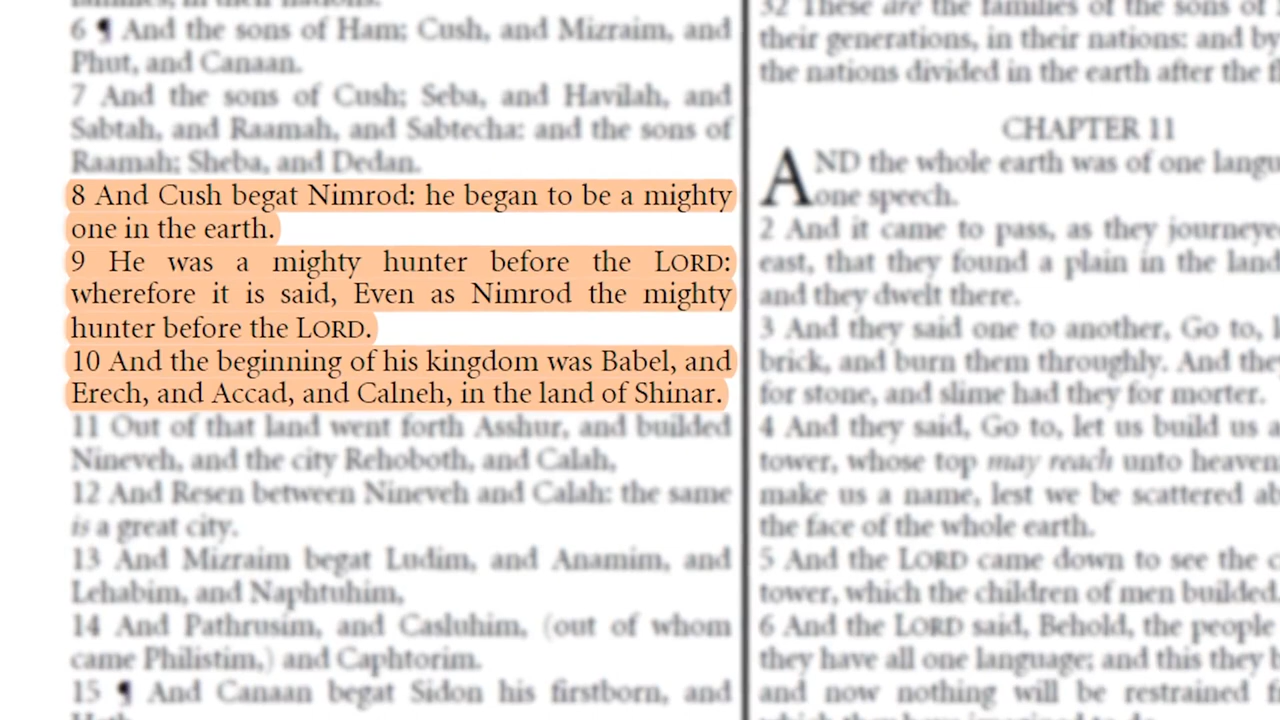 6 ¶ And the sons of Ham; Cush, and Mizraim, and
Phut, and Canaan.
7 And the sons of Cush; Seba, and Havilah, and
Sabtah, and Raamah, and Sabtecha: and the sons of
Raamah; Sheba, and Dedan.
8 And Cush begat Nimrod: he began to be a mighty
one in the earth.
9 He was a mighty hunter before the LORD:
wherefore it is said, Even as Nimrod the mighty
hunter before the LORD.
10 And the beginning of his kingdom was Babel, and
Erech, and Accad, and Calneh, in the land of Shinar.
11 Out of that land went forth Asshur, and builded
Nineveh, and the city Rehoboth, and Calah,
12 And Resen between Nineveh and Calah: the same
is a great city.
13 And Mizraim begat Ludim, and Anamim, and
Lehabim, and Naphtuhim,
14 And Pathrusim, and Casluhim, (out of whom
came Philistim,) and Caphtorim.
15 ¶ And Canaan begat Sidon his firstborn, and
32 These are the families of the sons of
their generations, in their nations: and by
the nations divided in the earth after the
CHAPTER 11
AND the whole earth was of one
one speech.
2 And it came to pass, as they
east, that they found a plain in the land
and they dwelt there.
3 And they said one to another, Go to,
brick, and burn them throughly. And
for stone, and slime had they for morter.
4 And they said, Go to, let us build us a
tower, whose top may reach unto
make us a name, lest we be scattered
the face of the whole earth.
5 And the LORD came down to see the
tower, which the children of men builded.
6 And the LORD said, Behold, the people
they have all one language; and this they
and now nothing will be restrained